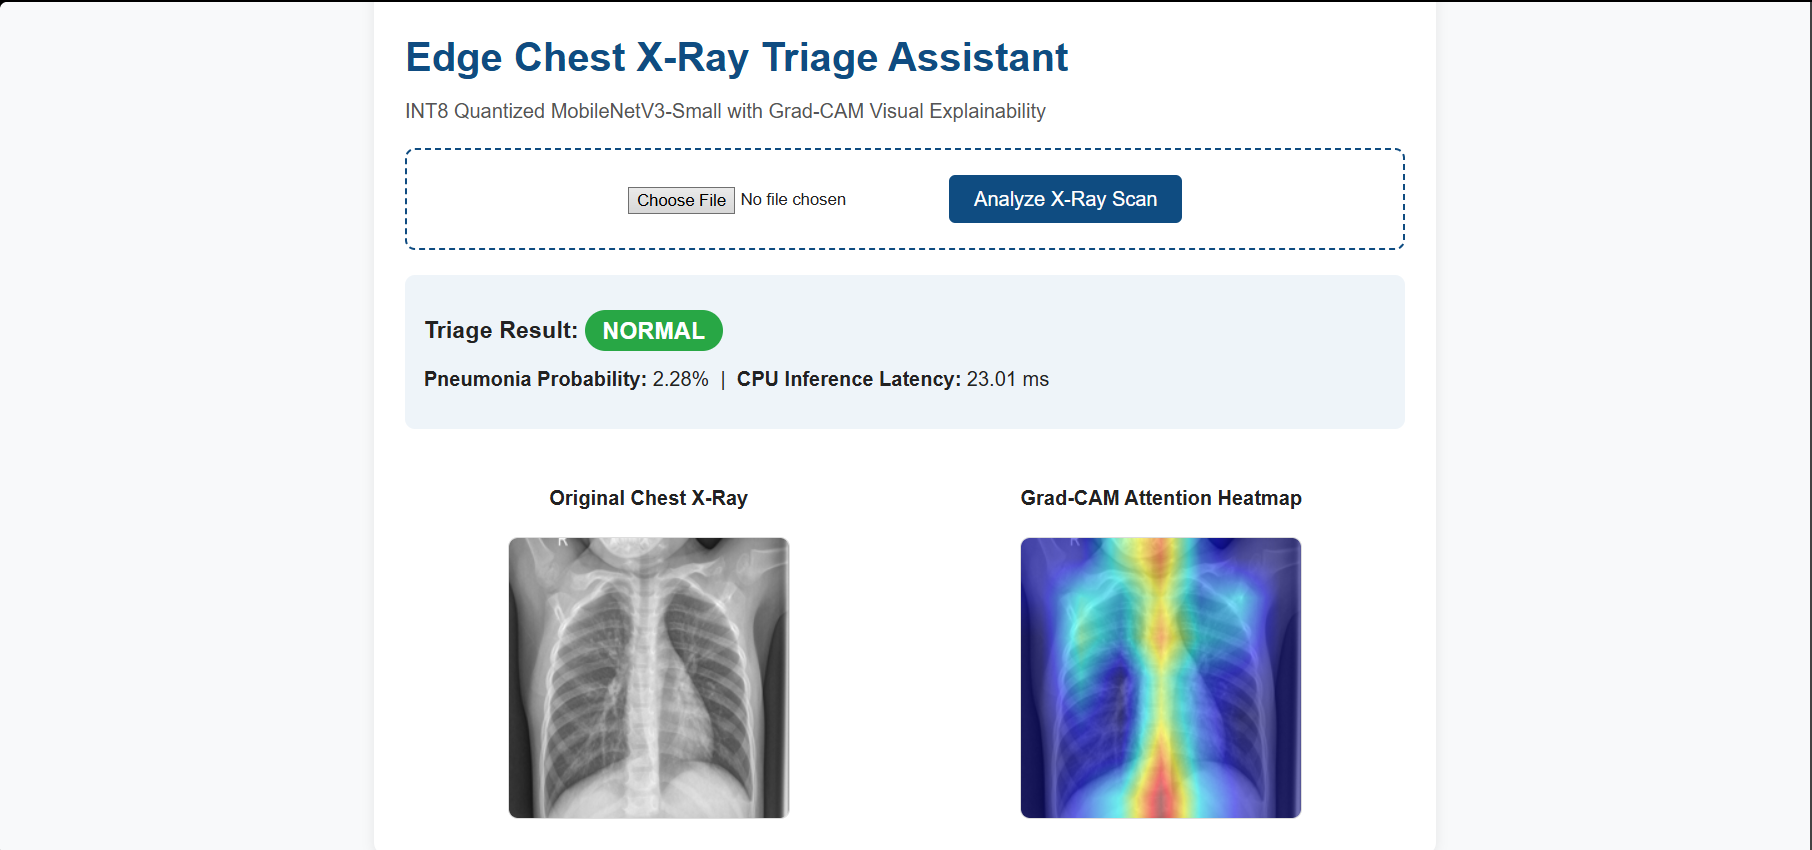 Edge Chest X-Ray Triage Assistant
INT8 Quantized MobileNetV3-Small with Grad-CAM Visual Explainability
Choose File No file chosen
Analyze X-Ray Scan
Triage Result: NORMAL
Pneumonia Probability: 2.28% | CPU Inference Latency: 23.01 ms
Original Chest X-Ray
Grad-CAM Attention Heatmap
R
R